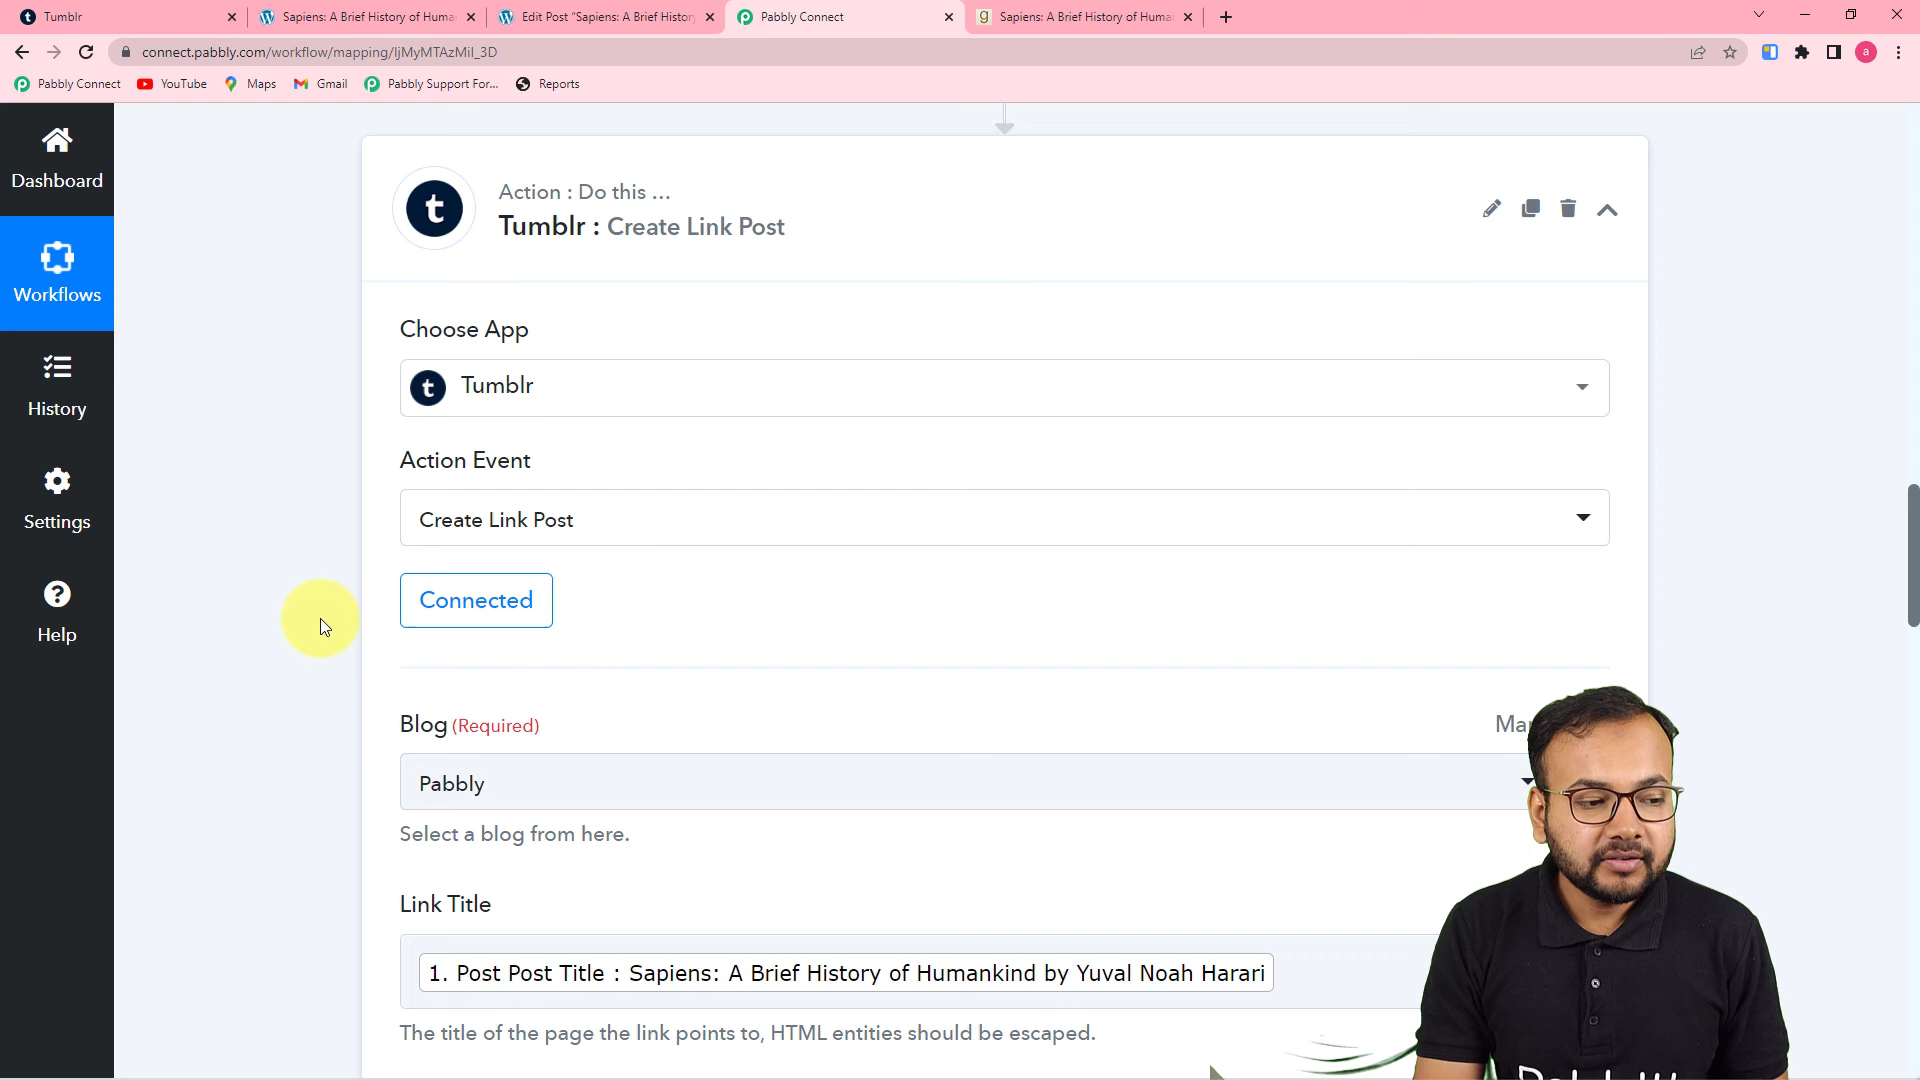 Tumblr
Sapiens: A Brief History of Huma
Edit Post "Sapiens: A Brief Histor
Pabbly Connect
Sapiens: A Brief History of Huma
connect.pabbly.com/workflow/mapping/IjMyMTAzMiI_3D
a
Pabbly Connect
YouTube
Maps
Gmail
Pabbly Support For...
Reports
Dashboard
Workflows
History
Settings
Help
Action : Do this ...
Tumblr : Create Link Post
Choose App
Tumblr
Action Event
Create Link Post
Connected
Blog (Required)
Pabbly
Select a blog from here.
Link Title
1. Post Post Title : Sapiens: A Brief History of Humankind by Yuval Noah Harari
The title of the page the link points to, HTML entities should be escaped.